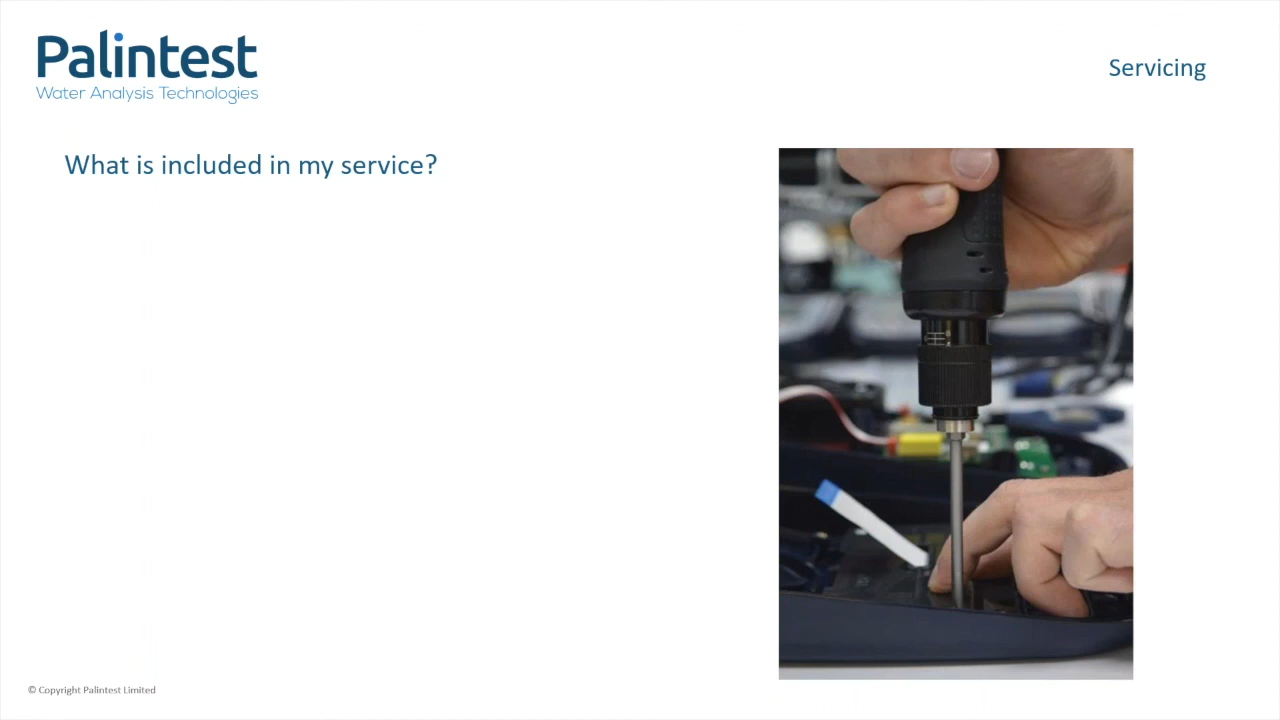 Palintest
Water Analysis Technologies
Servicing
What is included in my service?
© Copyright Palintest Limited